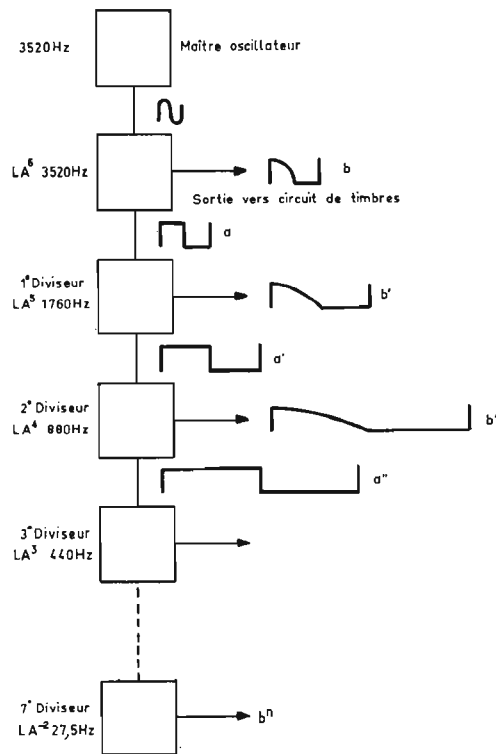 3520Hz
Maître oscillateur
LA⁶ 3520Hz
b
Sortie vers circuit de timbres
a
1° Diviseur
LA⁵ 1760Hz
b'
a'
2° Diviseur
LA⁴ 880Hz
b"
a"
3° Diviseur
LA³ 440Hz
7° Diviseur
LA⁻² 27,5Hz
bⁿ